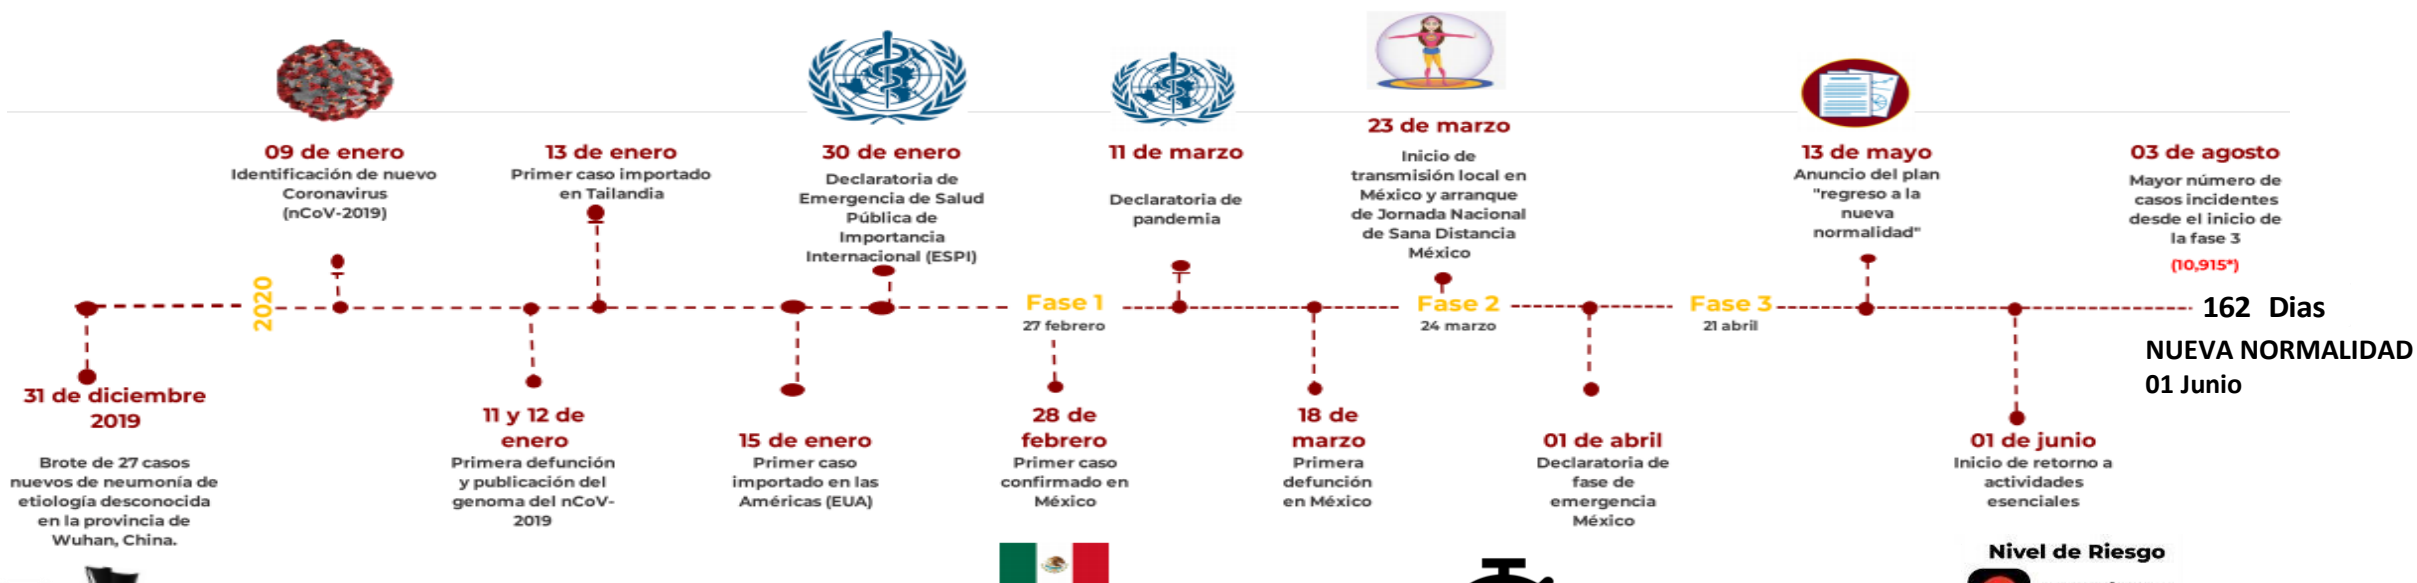 09 de enero
Identificación de nuevo
Coronavirus
(nCoV-2019)
13 de enero
Primer caso importado
en Tailandia
30 de enero
Declaratoria de
Emergencia de Salud
Pública de
Importancia
Internacional (ESPI)
11 de marzo
Declaratoria de
pandemia
23 de marzo
Inicio de
transmisión local en
México y arranque
de Jornada Nacional
de Sana Distancia
México
13 de mayo
Anuncio del plan
"regreso a la
nueva
normalidad"
03 de agosto
Mayor número de
casos incidentes
desde el inicio de
la fase 3
(10,915*)
2020
Fase 1
27 febrero
Fase 2
24 marzo
Fase 3
21 abril
162 Dias
NUEVA NORMALIDAD
01 Junio
31 de diciembre
2019
Brote de 27 casos
nuevos de neumonía de
etiología desconocida
en la provincia de
Wuhan, China.
11 y 12 de
enero
Primera defunción
y publicación del
genoma del nCoV-
2019
15 de enero
Primer caso
importado en las
Américas (EUA)
28 de
febrero
Primer caso
confirmado en
México
18 de
marzo
Primera
defunción
en México
01 de abril
Declaratoria de
fase de
emergencia
México
01 de junio
Inicio de retorno a
actividades
esenciales
Nivel de Riesgo